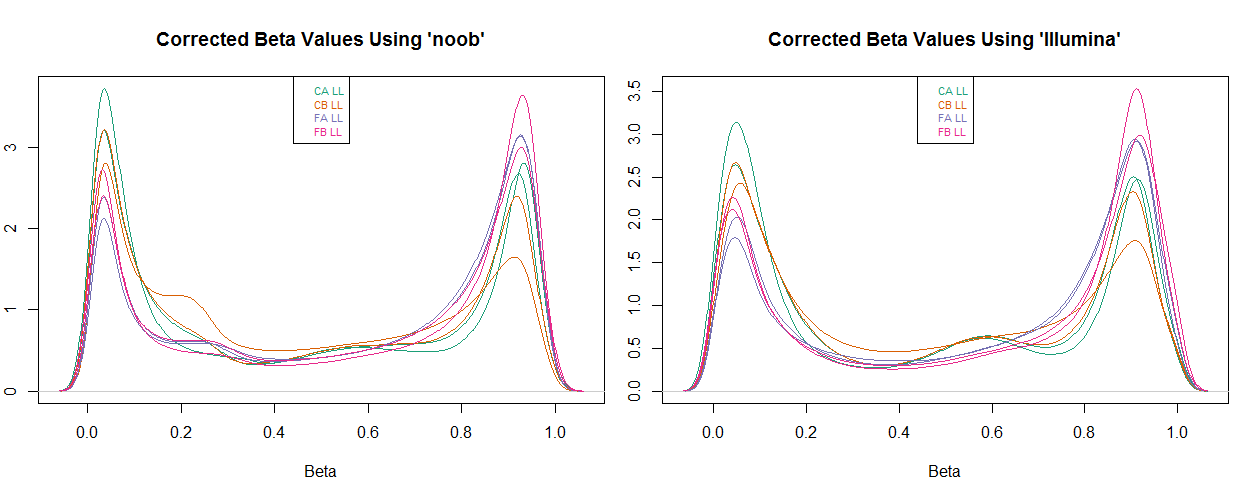 Corrected Beta Values Using 'noob'
CA LL
CB LL
FA LL
FB LL
3
2
1
0
0.0 0.2 0.4 0.6 0.8 1.0
Beta
Corrected Beta Values Using 'Illumina'
CA LL
CB LL
FA LL
FB LL
3.5
3.0
2.5
2.0
1.5
1.0
0.5
0.0
0.0 0.2 0.4 0.6 0.8 1.0
Beta